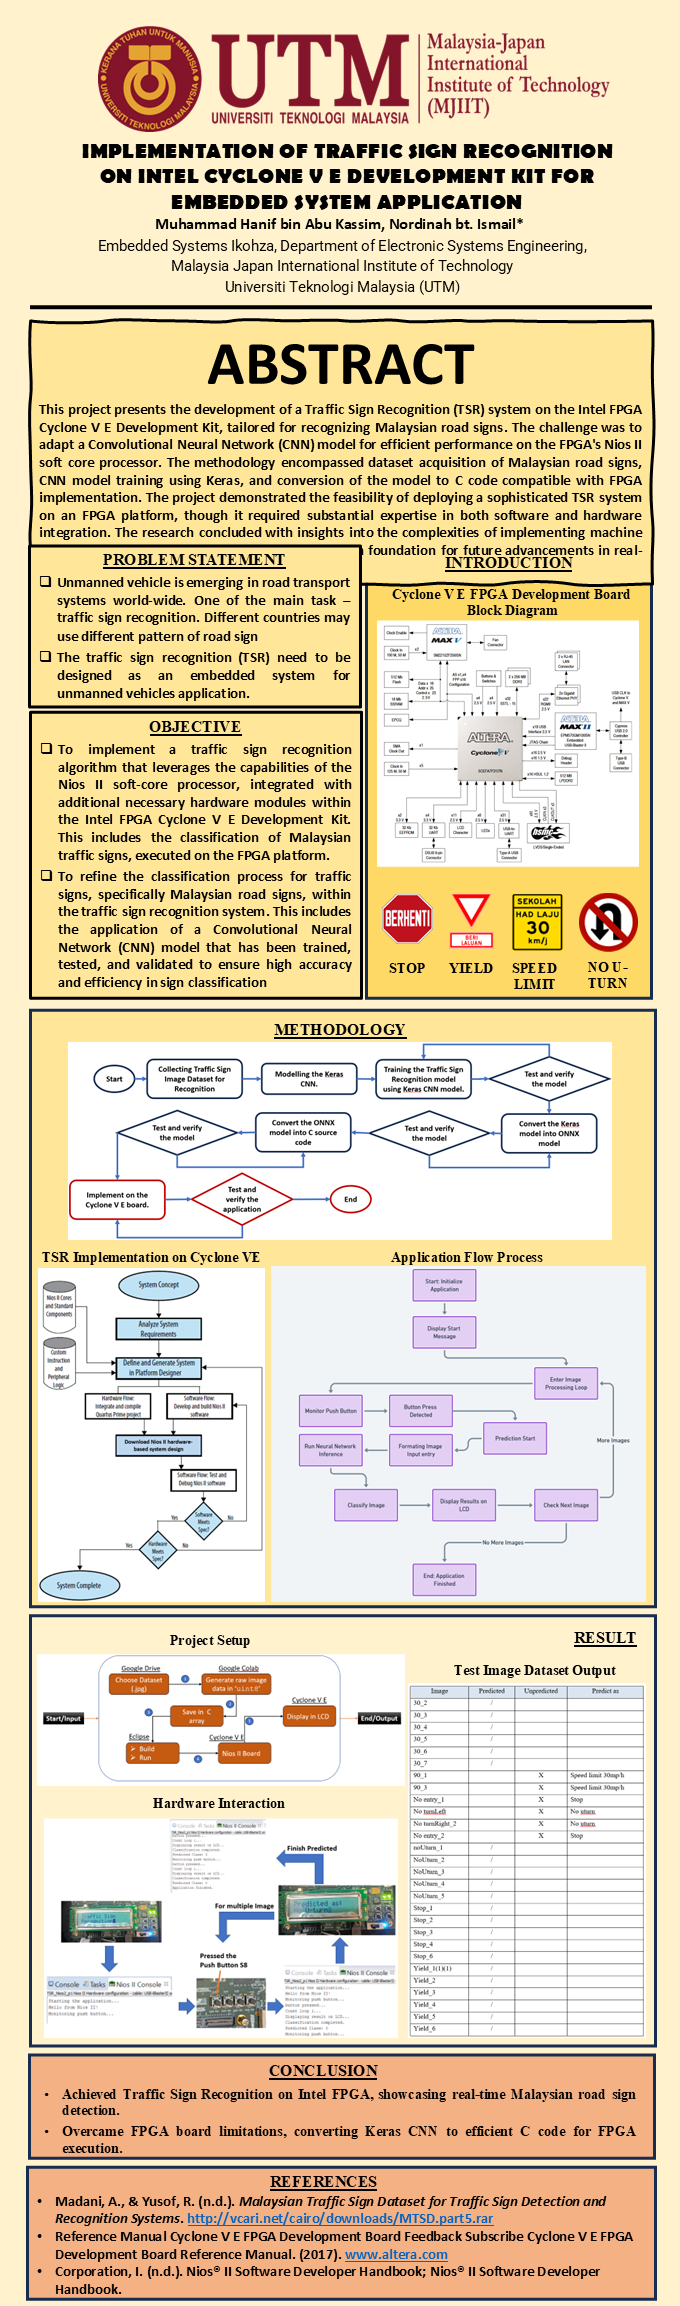 UTM
UNIVERSITI TEKNOLOGI MALAYSIA
Malaysia-Japan
International
Institute of Technology
(MJIIT)
IMPLEMENTATION OF TRAFFIC SIGN RECOGNITION
ON INTEL CYCLONE V E DEVELOPMENT KIT FOR
EMBEDDED SYSTEM APPLICATION
Muhammad Hanif bin Abu Kassim, Nordinah bt. Ismail*
Embedded Systems Ikohza, Department of Electronic Systems Engineering,
Malaysia Japan International Institute of Technology
Universiti Teknologi Malaysia (UTM)
ABSTRACT
This project presents the development of a Traffic Sign Recognition (TSR) system on the Intel FPGA
Cyclone V E Development Kit, tailored for recognizing Malaysian road signs. The challenge was to
adapt a Convolutional Neural Network (CNN) model for efficient performance on the FPGA's Nios II
soft core processor. The methodology encompassed dataset acquisition of Malaysian road signs,
CNN model training using Keras, and conversion of the model to C code compatible with FPGA
implementation. The project demonstrated the feasibility of deploying a sophisticated TSR system
on an FPGA platform, though it required substantial expertise in both software and hardware
integration. The research concluded with insights into the complexities of implementing machine
foundation for future advancements in real-
PROBLEM STATEMENT
Unmanned vehicle is emerging in road transport
systems world-wide. One of the main task –
traffic sign recognition. Different countries may
use different pattern of road sign
The traffic sign recognition (TSR) need to be
designed as an embedded system for
unmanned vehicles application.
OBJECTIVE
To implement a traffic sign recognition
algorithm that leverages the capabilities of the
Nios II soft-core processor, integrated with
additional necessary hardware modules within
the Intel FPGA Cyclone V E Development Kit.
This includes the classification of Malaysian
traffic signs, executed on the FPGA platform.
To refine the classification process for traffic
signs, specifically Malaysian road signs, within
the traffic sign recognition system. This includes
the application of a Convolutional Neural
Network (CNN) model that has been trained,
tested, and validated to ensure high accuracy
and efficiency in sign classification
INTRODUCTION
Cyclone V E FPGA Development Board
Block Diagram
ALTERA
MAX V
Cyclone V
MAX II
hsmc
BERHENTI
BERI
LALUAN
SEKOLAH
HAD LAJU
30
km/j
STOP
YIELD
SPEED
LIMIT
NO U-
TURN
METHODOLOGY
Start
Collecting Traffic Sign
Image Dataset for
Recognition
Modelling the Keras
CNN.
Training the Traffic Sign
Recognition model
using Keras CNN model.
Test and verify
the model
Convert the Keras
model into ONNX
model
Test and verify
the model
Convert the ONNX
model into C source
code
Test and verify
the model
Implement on the
Cyclone V E board.
Test and
verify the
application
End
TSR Implementation on Cyclone VE
System Concept
Nios II Cores
and Standard
Components
Analyze System
Requirements
Custom
Instruction
and
Peripheral
Logic
Define and Generate System
in Platform Designer
Hardware Flow:
Integrate and compile
Quartus Prime project
Software Flow:
Develop and build Nios II
software
Download Nios II hardware-
based system design
Software Flow: Test and
Debug Nios II software
Software
Meets
Spec?
Yes
No
Hardware
Meets
Spec?
Yes
No
System Complete
Application Flow Process
Start: Initialize
Application
Display Start
Message
Enter Image
Processing Loop
Monitor Push Button
Button Press
Detected
Prediction Start
Run Neural Network
Inference
Formating Image
Input entry
More Images
Classify Image
Display Results on
LCD
Check Next Image
No More Images
End: Application
Finished
Project Setup
Google Drive
Choose Dataset
(.jpg)
Google Colab
Generate raw image
data in 'uint8'
Save in C
array
Cyclone V E
Display in LCD
Start/Input
End/Output
Eclipse
Build
Run
Cyclone V E
Nios II Board
Hardware Interaction
Finish Predicted
For multiple Image
Pressed the
Push Button S8
Console Tasks Nios II Console
Starting the application...
Hello from Nios II!
Monitoring push button...
RESULT
Test Image Dataset Output
Image Predicted Unpredicted Predict as
30_2 /
30_3 /
30_4 /
30_5 /
30_6 /
30_7 /
90_1 X Speed limit 30mp/h
90_3 X Speed limit 30mp/h
No entry_1 X Stop
No turnLeft X No uturn
No turnRight_2 X No uturn
No entry_2 X Stop
noUturn_1 /
NoUturn_2 /
NoUturn_3 /
NoUturn_4 /
NoUturn_5 /
Stop_1 /
Stop_2 /
Stop_3 /
Stop_4 /
Stop_6 /
Yield_1(1)(1) /
Yield_2 /
Yield_3 /
Yield_4 /
Yield_5 /
Yield_6 /
CONCLUSION
• Achieved Traffic Sign Recognition on Intel FPGA, showcasing real-time Malaysian road sign
detection.
• Overcame FPGA board limitations, converting Keras CNN to efficient C code for FPGA
execution.
REFERENCES
• Madani, A., & Yusof, R. (n.d.). Malaysian Traffic Sign Dataset for Traffic Sign Detection and
Recognition Systems. http://vcari.net/cairo/downloads/MTSD.part5.rar
• Reference Manual Cyclone V E FPGA Development Board Feedback Subscribe Cyclone V E FPGA
Development Board Reference Manual. (2017). www.altera.com
• Corporation, I. (n.d.). Nios® II Software Developer Handbook; Nios® II Software Developer
Handbook.